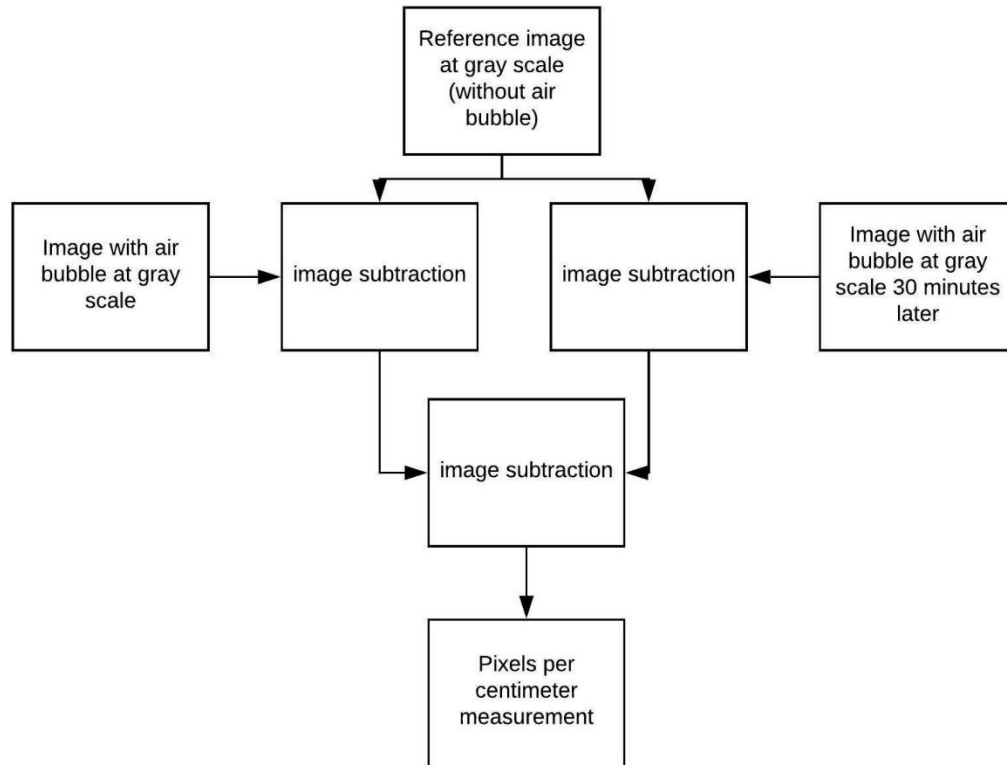 Reference image
at gray scale
(without air
bubble)
Image with air
bubble at gray
scale
image subtraction
image subtraction
Image with air
bubble at gray
scale 30 minutes
later
image subtraction
Pixels per
centimeter
measurement